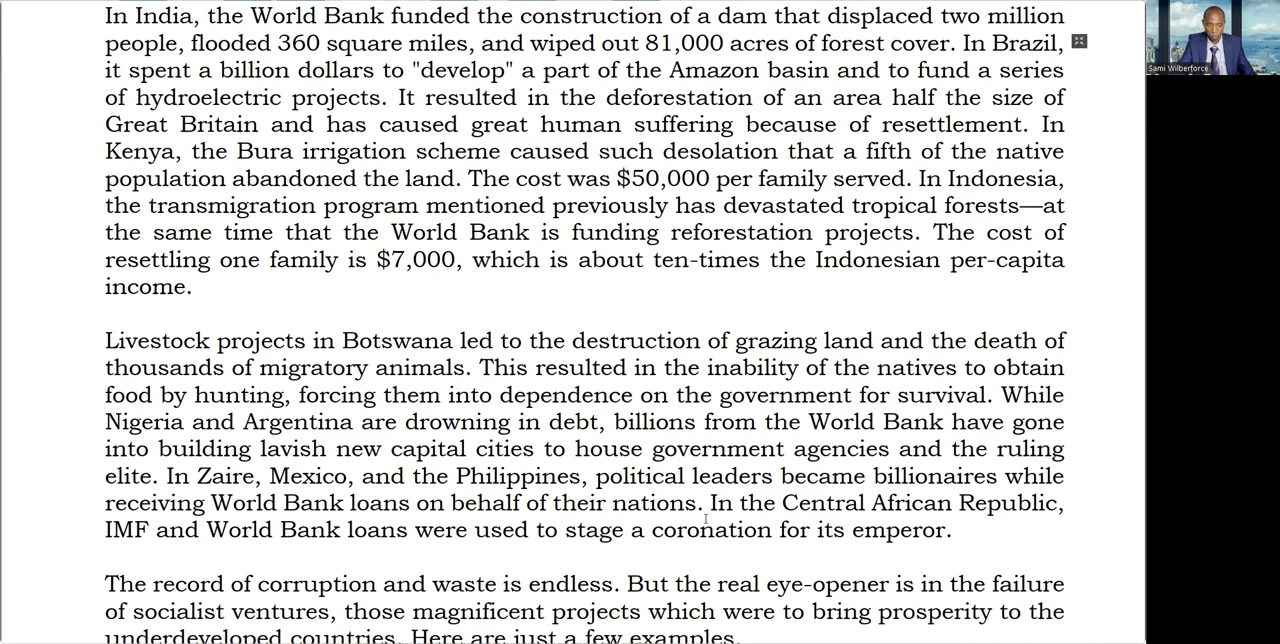 In India, the World Bank funded the construction of a dam that displaced two million
people, flooded 360 square miles, and wiped out 81,000 acres of forest cover. In Brazil,
it spent a billion dollars to "develop" a part of the Amazon basin and to fund a series
of hydroelectric projects. It resulted in the deforestation of an area half the size of
Great Britain and has caused great human suffering because of resettlement. In
Kenya, the Bura irrigation scheme caused such desolation that a fifth of the native
population abandoned the land. The cost was $50,000 per family served. In Indonesia,
the transmigration program mentioned previously has devastated tropical forests—at
the same time that the World Bank is funding reforestation projects. The cost of
resettling one family is $7,000, which is about ten-times the Indonesian per-capita
income.
Livestock projects in Botswana led to the destruction of grazing land and the death of
thousands of migratory animals. This resulted in the inability of the natives to obtain
food by hunting, forcing them into dependence on the government for survival. While
Nigeria and Argentina are drowning in debt, billions from the World Bank have gone
into building lavish new capital cities to house government agencies and the ruling
elite. In Zaire, Mexico, and the Philippines, political leaders became billionaires while
receiving World Bank loans on behalf of their nations. In the Central African Republic,
IMF and World Bank loans were used to stage a coronation for its emperor.
The record of corruption and waste is endless. But the real eye-opener is in the failure
of socialist ventures, those magnificent projects which were to bring prosperity to the
underdeveloped countries. Here are just a few examples.
Sami Wilberforce